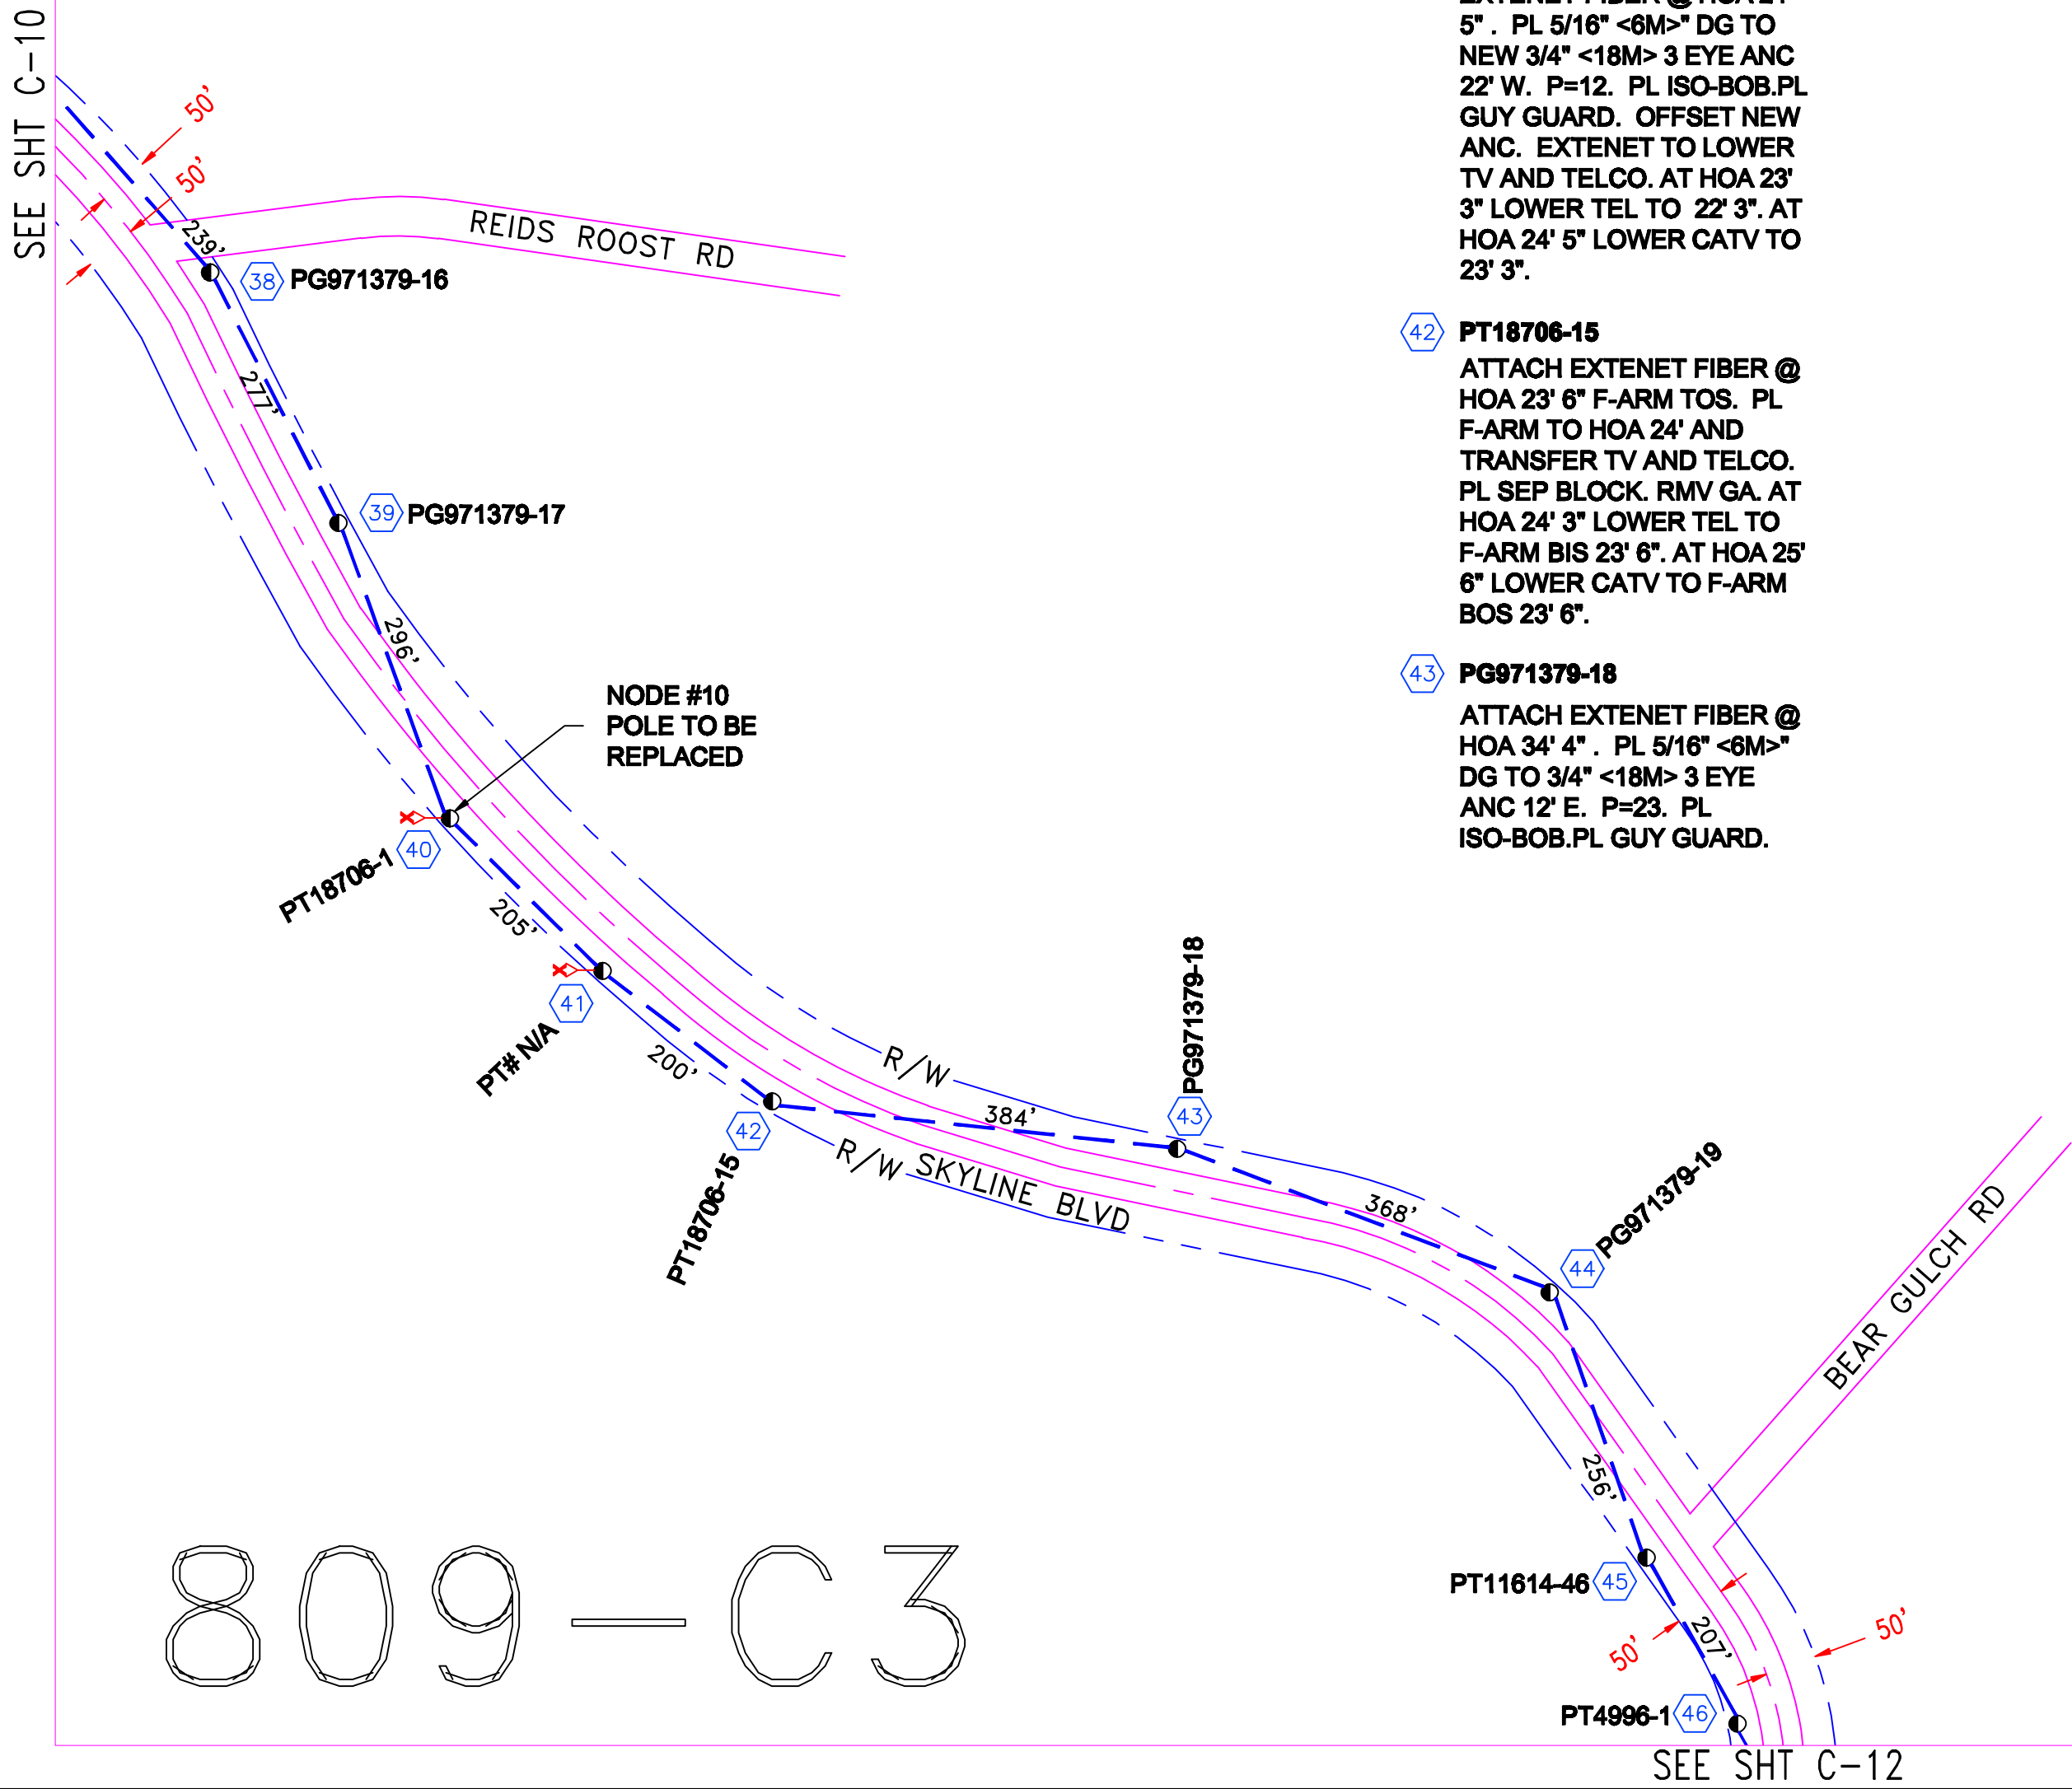 SEE SHT C-10
50'
50'
239'
REIDS ROOST RD
38 PG971379-16
277'
39 PG971379-17
296'
NODE #10
POLE TO BE
REPLACED
40
PT18706-1
205'
41
PT# N/A
200'
42
PT18706-15
R/W
R/W
SKYLINE BLVD
384'
PG971379-18
43
368'
PG971379-19
44
BEAR GULCH RD
256'
PT11614-46 45
207'
50'
50'
PT4996-1 46
SEE SHT C-12
809-C3
5" . PL 5/16" <6M>" DG TO
NEW 3/4" <18M> 3 EYE ANC
22' W. P=12. PL ISO-BOB.PL
GUY GUARD. OFFSET NEW
ANC. EXTENET TO LOWER
TV AND TELCO. AT HOA 23'
3" LOWER TEL TO 22' 3". AT
HOA 24' 5" LOWER CATV TO
23' 3".
42 PT18706-15
ATTACH EXTENET FIBER @
HOA 23' 6" F-ARM TOS. PL
F-ARM TO HOA 24' AND
TRANSFER TV AND TELCO.
PL SEP BLOCK. RMV GA. AT
HOA 24' 3" LOWER TEL TO
F-ARM BIS 23' 6". AT HOA 25'
6" LOWER CATV TO F-ARM
BOS 23' 6".
43 PG971379-18
ATTACH EXTENET FIBER @
HOA 34' 4" . PL 5/16" <6M>"
DG TO 3/4" <18M> 3 EYE
ANC 12' E. P=23. PL
ISO-BOB.PL GUY GUARD.